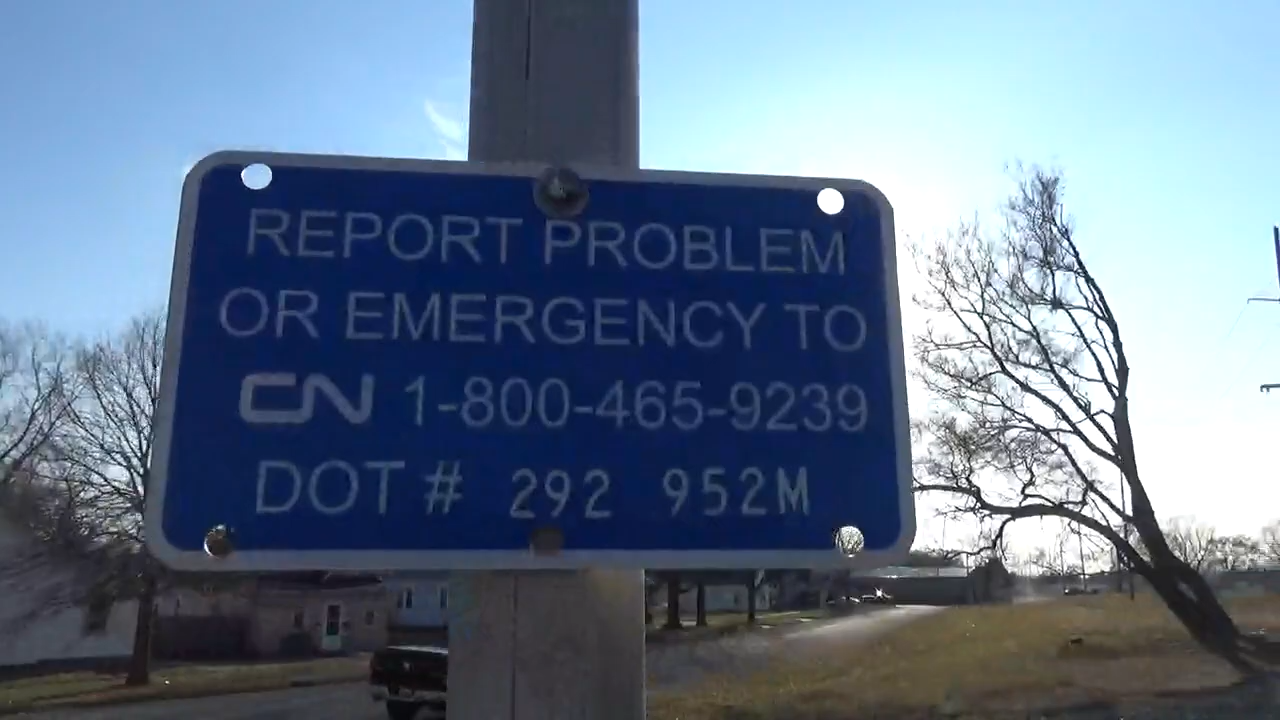 REPORT PROBLEM
OR EMERGENCY TO
CN 1-800-465-9239
DOT # 292 952M